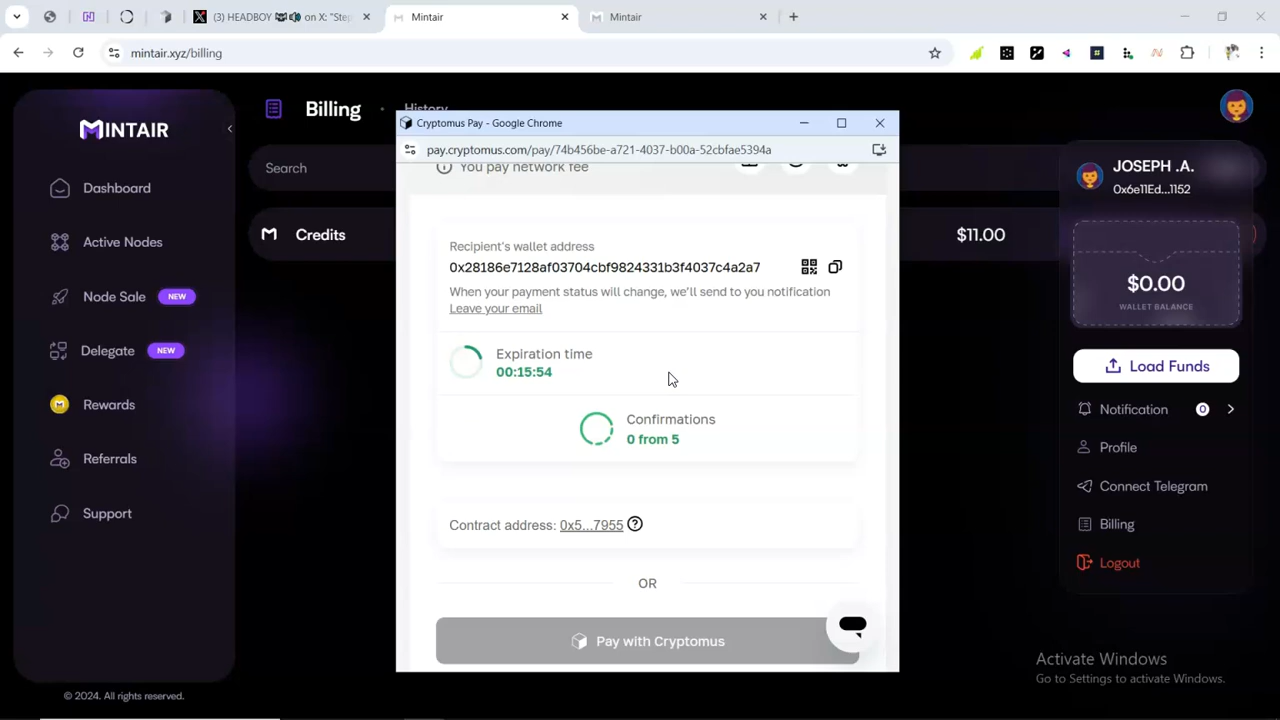 (3) HEADBOY on X: "Step
Mintair
Mintair
mintair.xyz/billing
MINTAIR
Dashboard
Active Nodes
Node Sale NEW
Delegate NEW
Rewards
Referrals
Support
© 2024. All rights reserved.
Billing
History
Search
Credits
$11.00
Cryptomus Pay - Google Chrome
pay.cryptomus.com/pay/74b456be-a721-4037-b00a-52cbfae5394a
You pay network fee
Recipient's wallet address
0x28186e7128af03704cbf9824331b3f4037c4a2a7
When your payment status will change, we'll send to you notification
Leave your email
Expiration time
00:15:54
Confirmations
0 from 5
Contract address: 0x5...7955
OR
Pay with Cryptomus
JOSEPH .A.
0x6e11Ed...1152
$0.00
WALLET BALANCE
Load Funds
Notification 0
Profile
Connect Telegram
Billing
Logout
Activate Windows
Go to Settings to activate Windows.